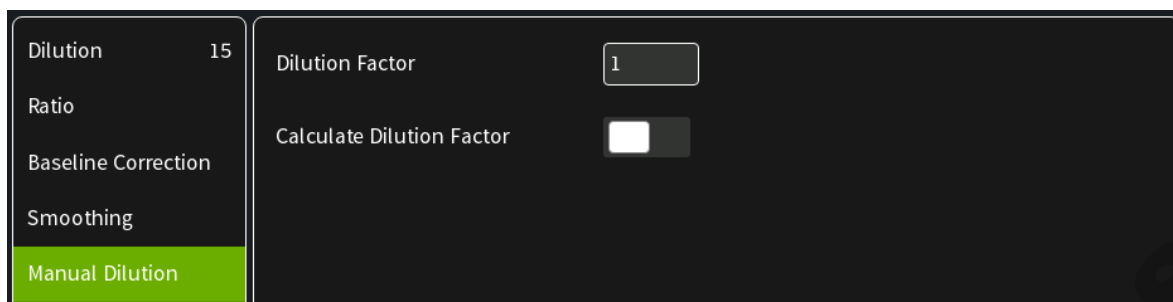 Dilution 15
Ratio
Baseline Correction
Smoothing
Manual Dilution
Dilution Factor 1
Calculate Dilution Factor